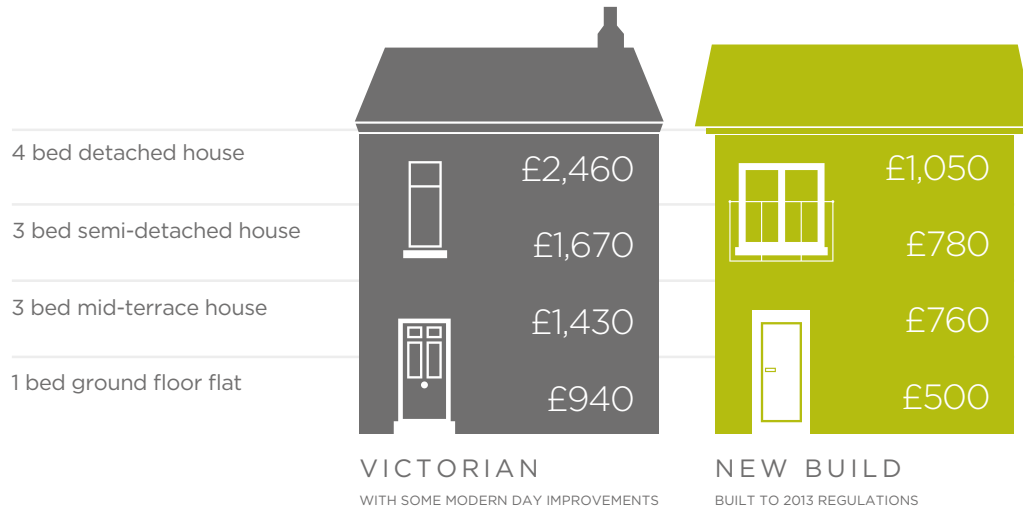 4 bed detached house £2,460 £1,050
3 bed semi-detached house £1,670 £780
3 bed mid-terrace house £1,430 £760
1 bed ground floor flat £940 £500
VICTORIAN NEW BUILD
WITH SOME MODERN DAY IMPROVEMENTS BUILT TO 2013 REGULATIONS